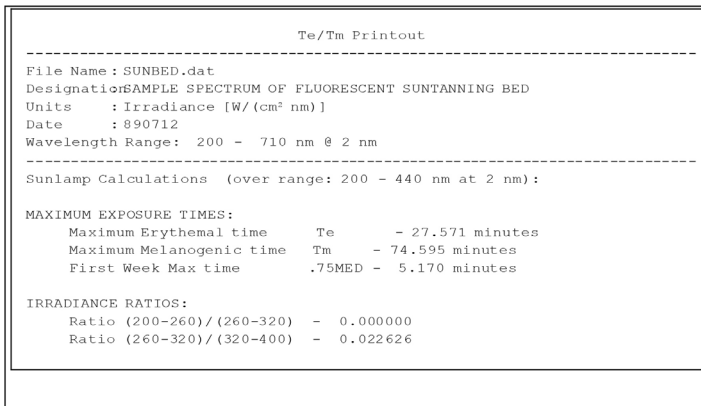 Te/Tm Printout
---------------------------------------------------------------------------
File Name : SUNBED.dat
Designation:SAMPLE SPECTRUM OF FLUORESCENT SUNTANNING BED
Units : Irradiance [W/(cm² nm)]
Date : 890712
Wavelength Range: 200 - 710 nm @ 2 nm
---------------------------------------------------------------------------
Sunlamp Calculations (over range: 200 - 440 nm at 2 nm):
MAXIMUM EXPOSURE TIMES:
Maximum Erythemal time Te - 27.571 minutes
Maximum Melanogenic time Tm - 74.595 minutes
First Week Max time .75MED - 5.170 minutes
IRRADIANCE RATIOS:
Ratio (200-260)/(260-320) - 0.000000
Ratio (260-320)/(320-400) - 0.022626